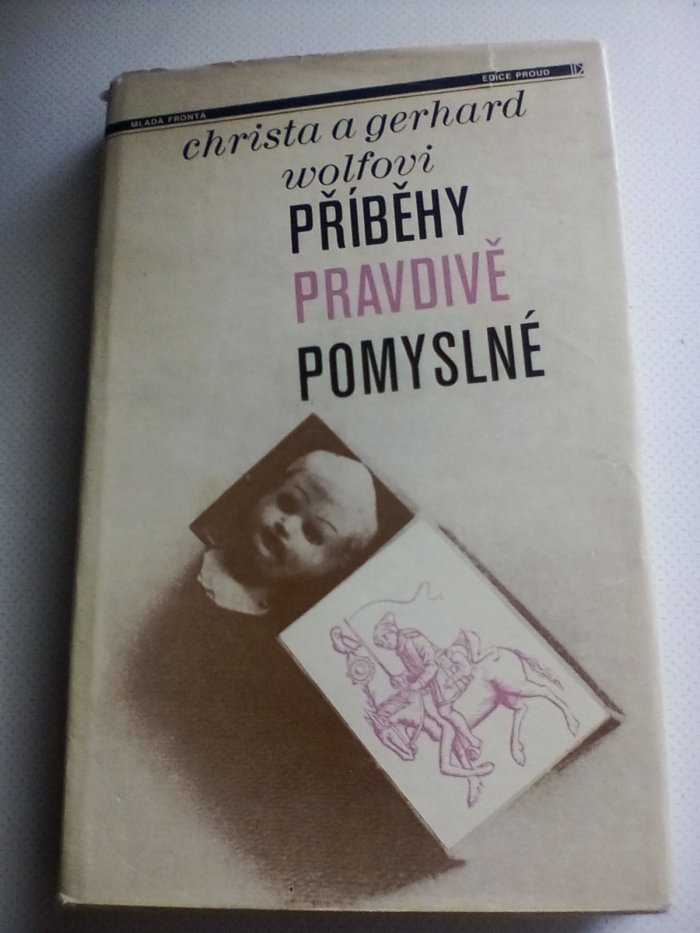 MLADÁ FRONTA
EDICE PROUD
christa a gerhard
wolfovi
PŘÍBĚHY
PRAVDIVĚ
POMYSLNÉ